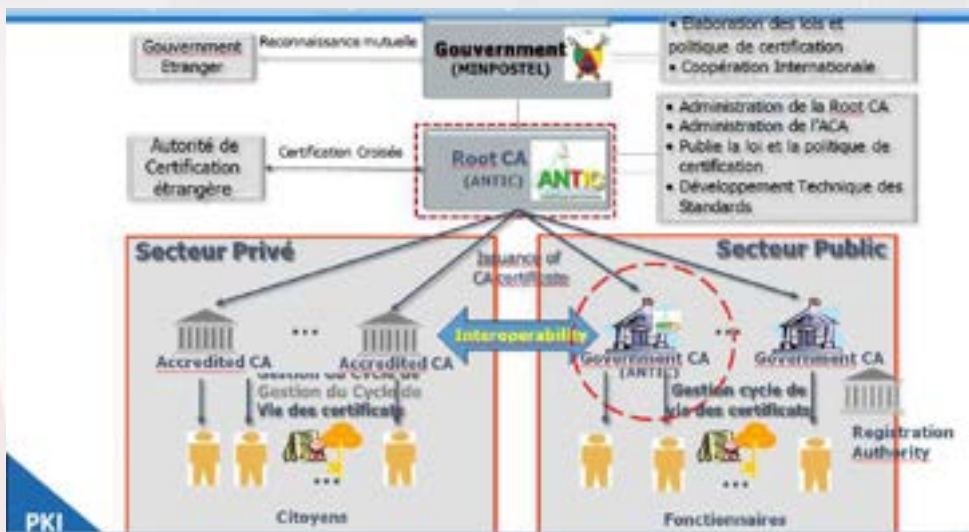 Gouvernment
Etranger
Reconnaissance mutuelle
Gouvernment
(MINPOSTEL)
• Elaboration des lois et
politique de certification
• Coopération Internationale
Autorité de
Certification
étrangère
Certification Croisée
Root CA
(ANTIC)
ANTIC
• Administration de la Root CA
• Administration de l'ACA
• Publie la loi et la politique de
certification
• Développement Technique des
Standards
Secteur Privé
Secteur Public
Issuance of
CA certificate
...
Accredited CA
Accredited CA
Interoperability
...
Government CA
(ANTIC)
Government CA
Gestion du Cycle de
Gestion du Cycle de
Vie des certificats
Gestion cycle de
vie des certificats
Registration
Authority
...
...
Citoyens
Fonctionnaires
PKI